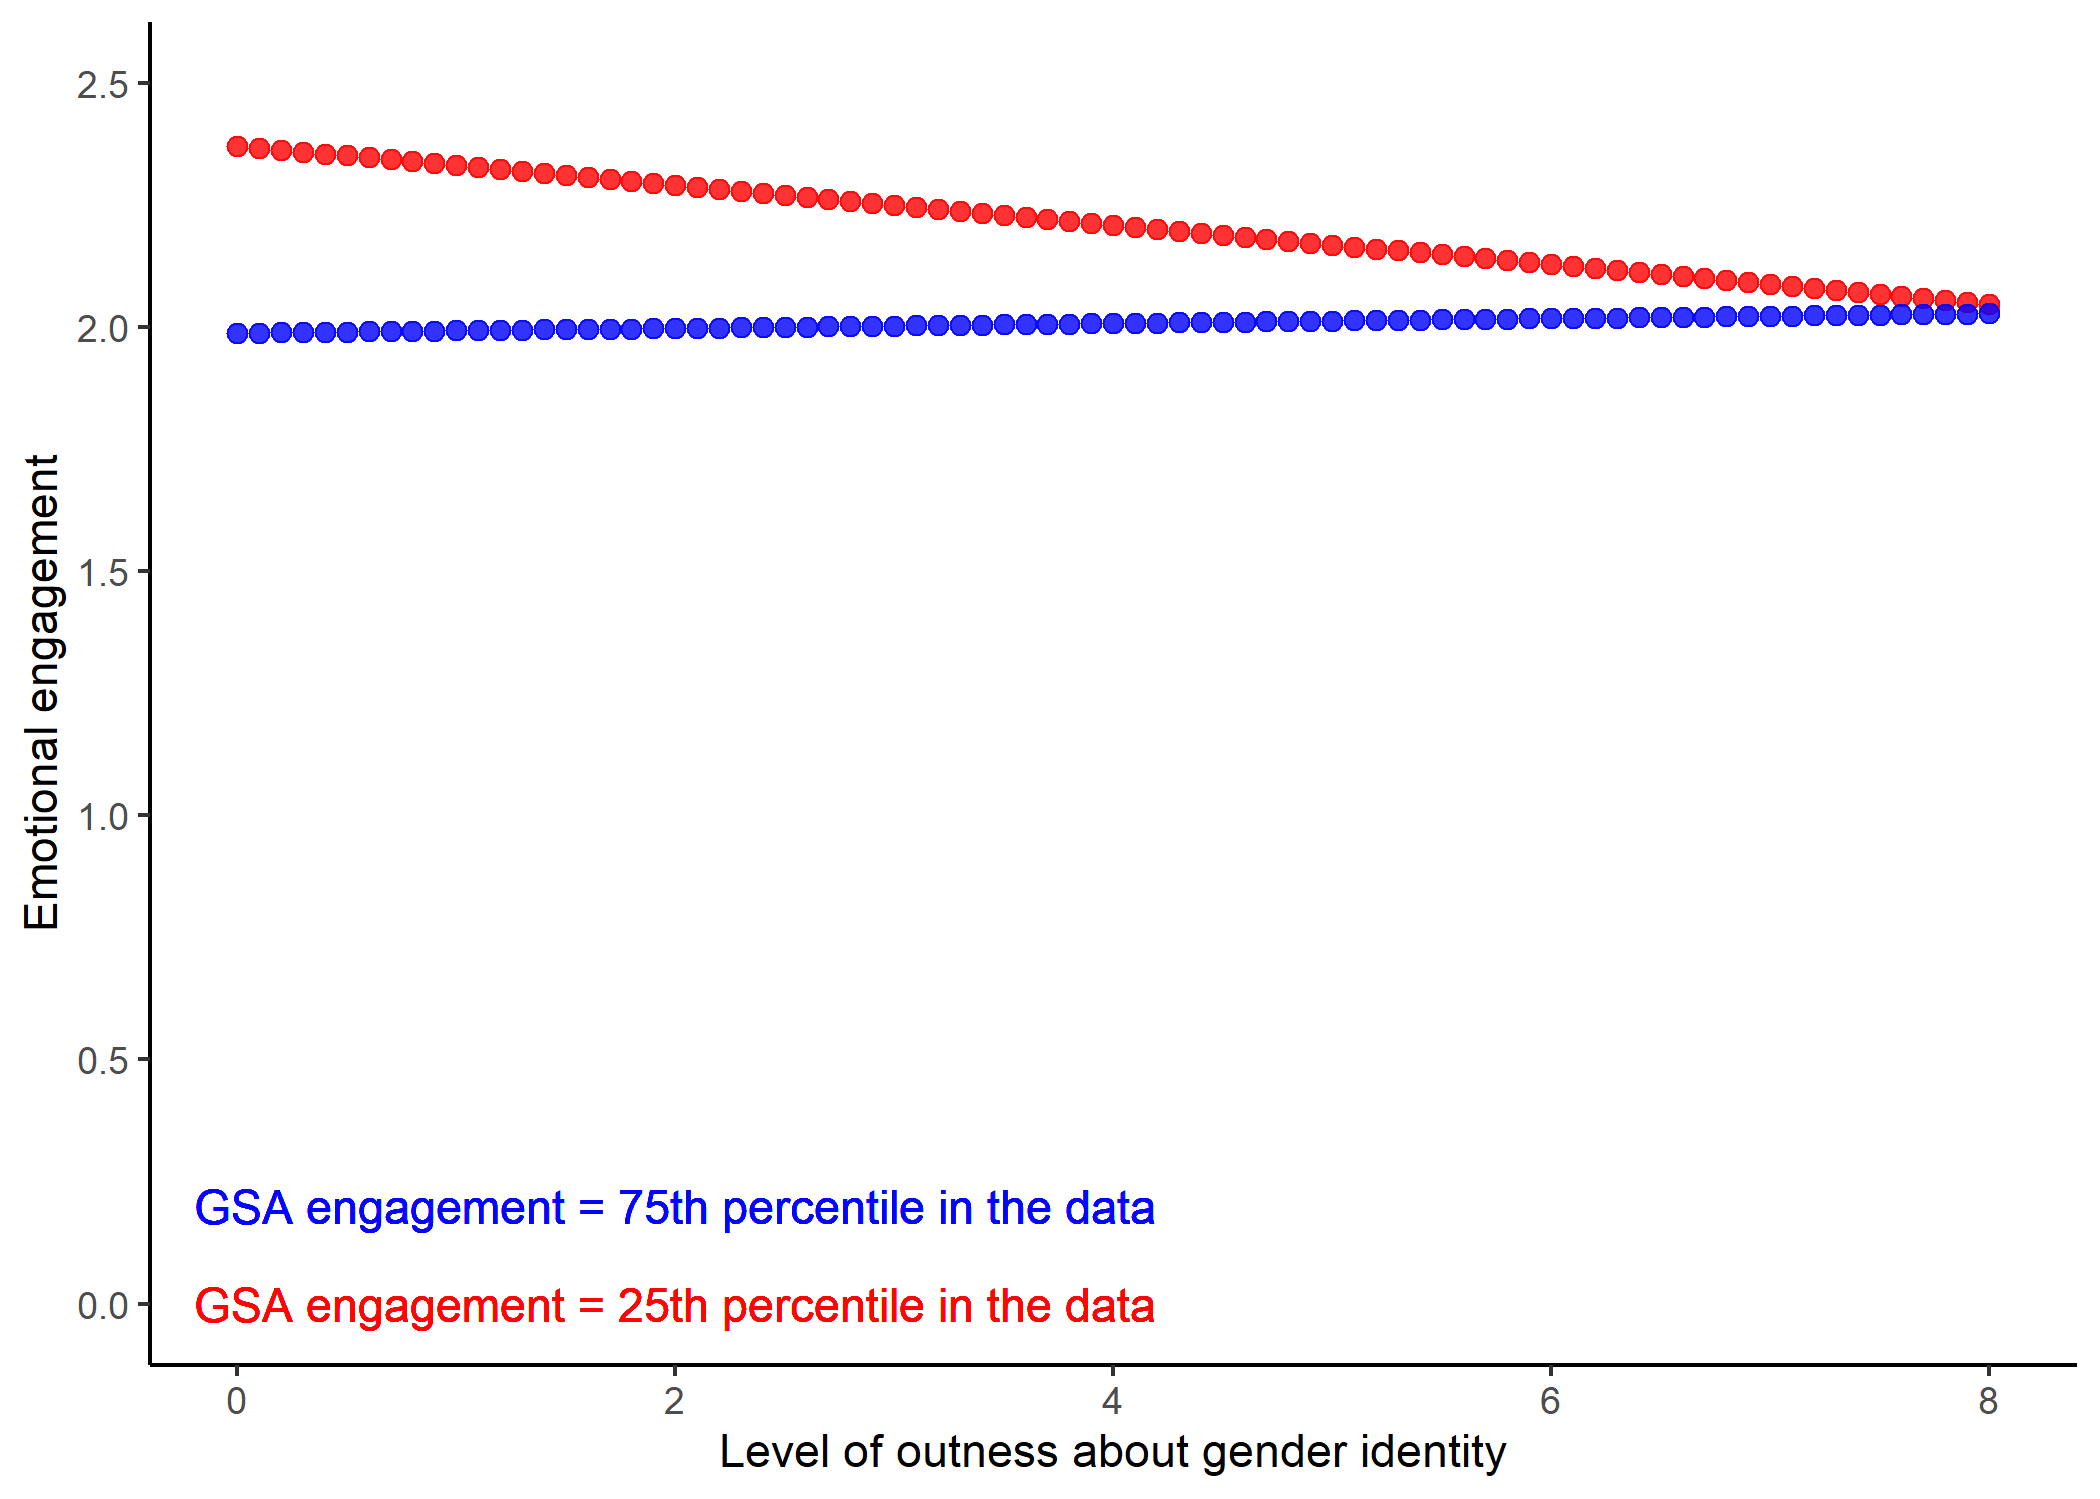 2.5
2.0
1.5
1.0
0.5
0.0
Emotional engagement
GSA engagement = 75th percentile in the data
GSA engagement = 25th percentile in the data
0 2 4 6 8
Level of outness about gender identity